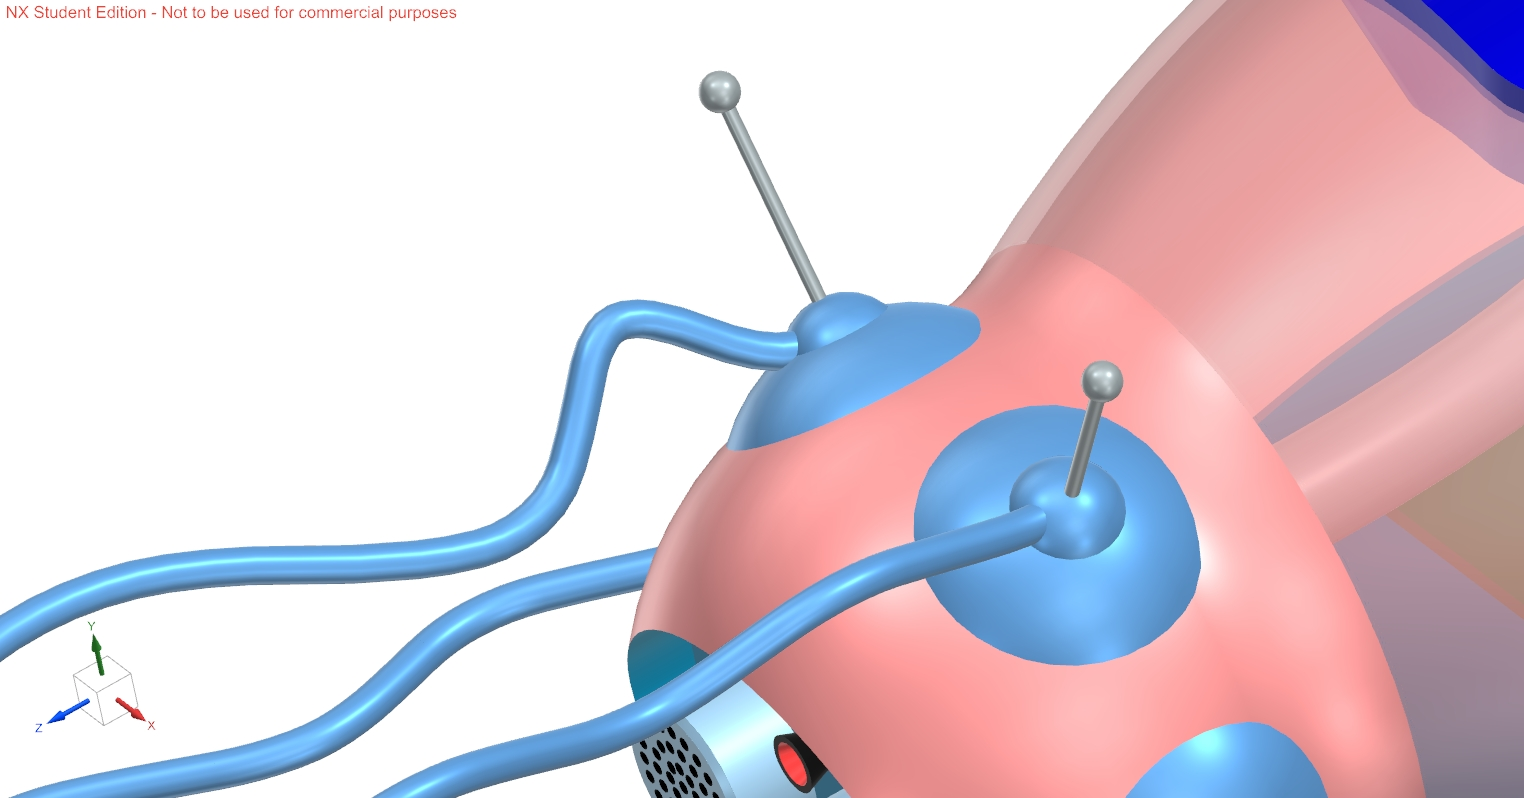 NX Student Edition - Not to be used for commercial purposes
Y
Z
X